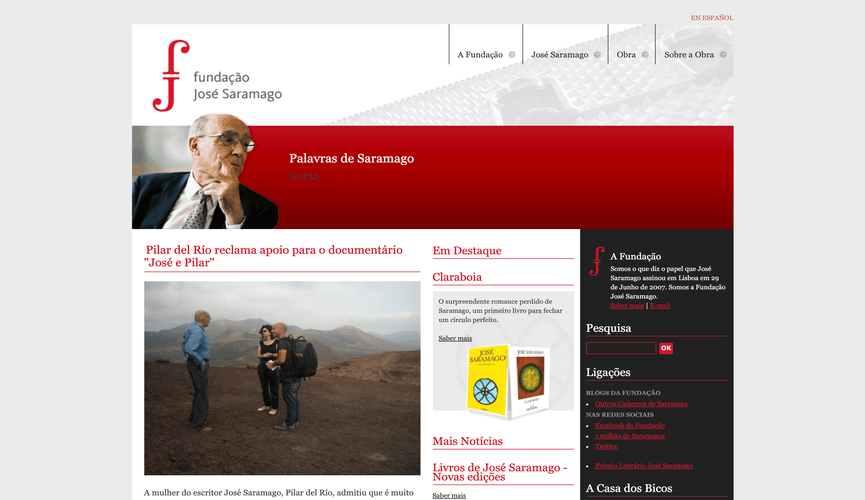 EN ESPAÑOL
A Fundação
José Saramago
Obra
Sobre a Obra
fundação
José Saramago
Palavras de Saramago
Pilar del Río reclama apoio para o documentário
"José e Pilar"
A mulher do escritor José Saramago, Pilar del Río, admitiu que é muito
Em Destaque
Claraboia
O surpreendente romance perdido de
Saramago, um primeiro livro para fechar
um círculo perfeito.
Saber mais
JOSÉ
SARAMAGO
JOSÉ SARAMAGO
Mais Notícias
Livros de José Saramago -
Novas edições
Saber mais
A Fundação
Somos o que diz o papel que José
Saramago assinou em Lisboa em 29
de Junho de 2007. Somos a Fundação
José Saramago.
Saber mais | E-mail
Pesquisa
OK
Ligações
BLOGS DA FUNDAÇÃO
Outros Cadernos de Saramago
NAS REDES SOCIAIS
Facebook da Fundação
1 milhão de Saramagos
Twitter
Prémio Literário José Saramago
A Casa dos Bicos